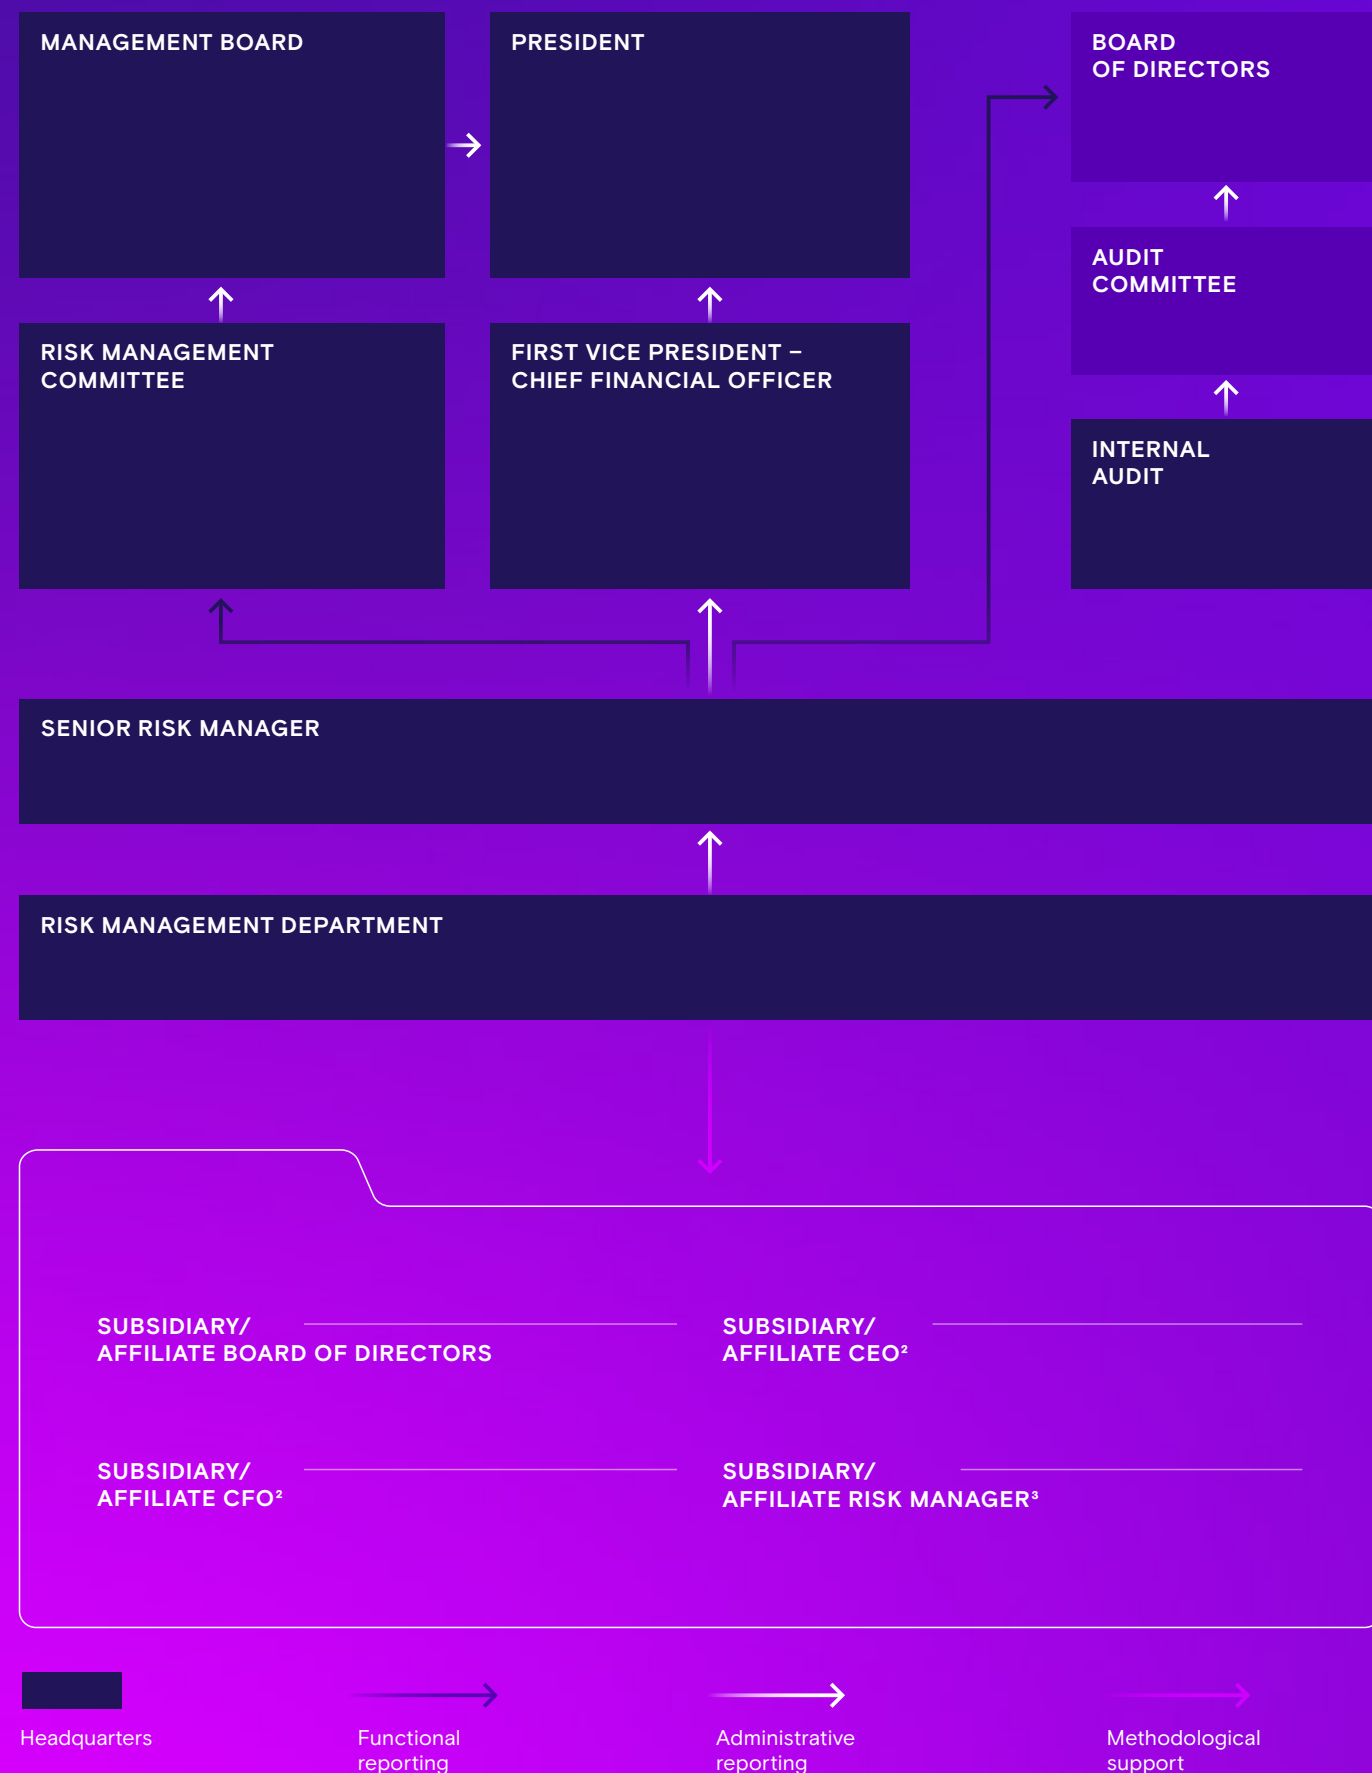 MANAGEMENT BOARD
PRESIDENT
BOARD
OF DIRECTORS
AUDIT
COMMITTEE
RISK MANAGEMENT
COMMITTEE
FIRST VICE PRESIDENT –
CHIEF FINANCIAL OFFICER
INTERNAL
AUDIT
SENIOR RISK MANAGER
RISK MANAGEMENT DEPARTMENT
SUBSIDIARY/
AFFILIATE BOARD OF DIRECTORS
SUBSIDIARY/
AFFILIATE CEO²
SUBSIDIARY/
AFFILIATE CFO²
SUBSIDIARY/
AFFILIATE RISK MANAGER³
Headquarters
Functional
reporting
Administrative
reporting
Methodological
support